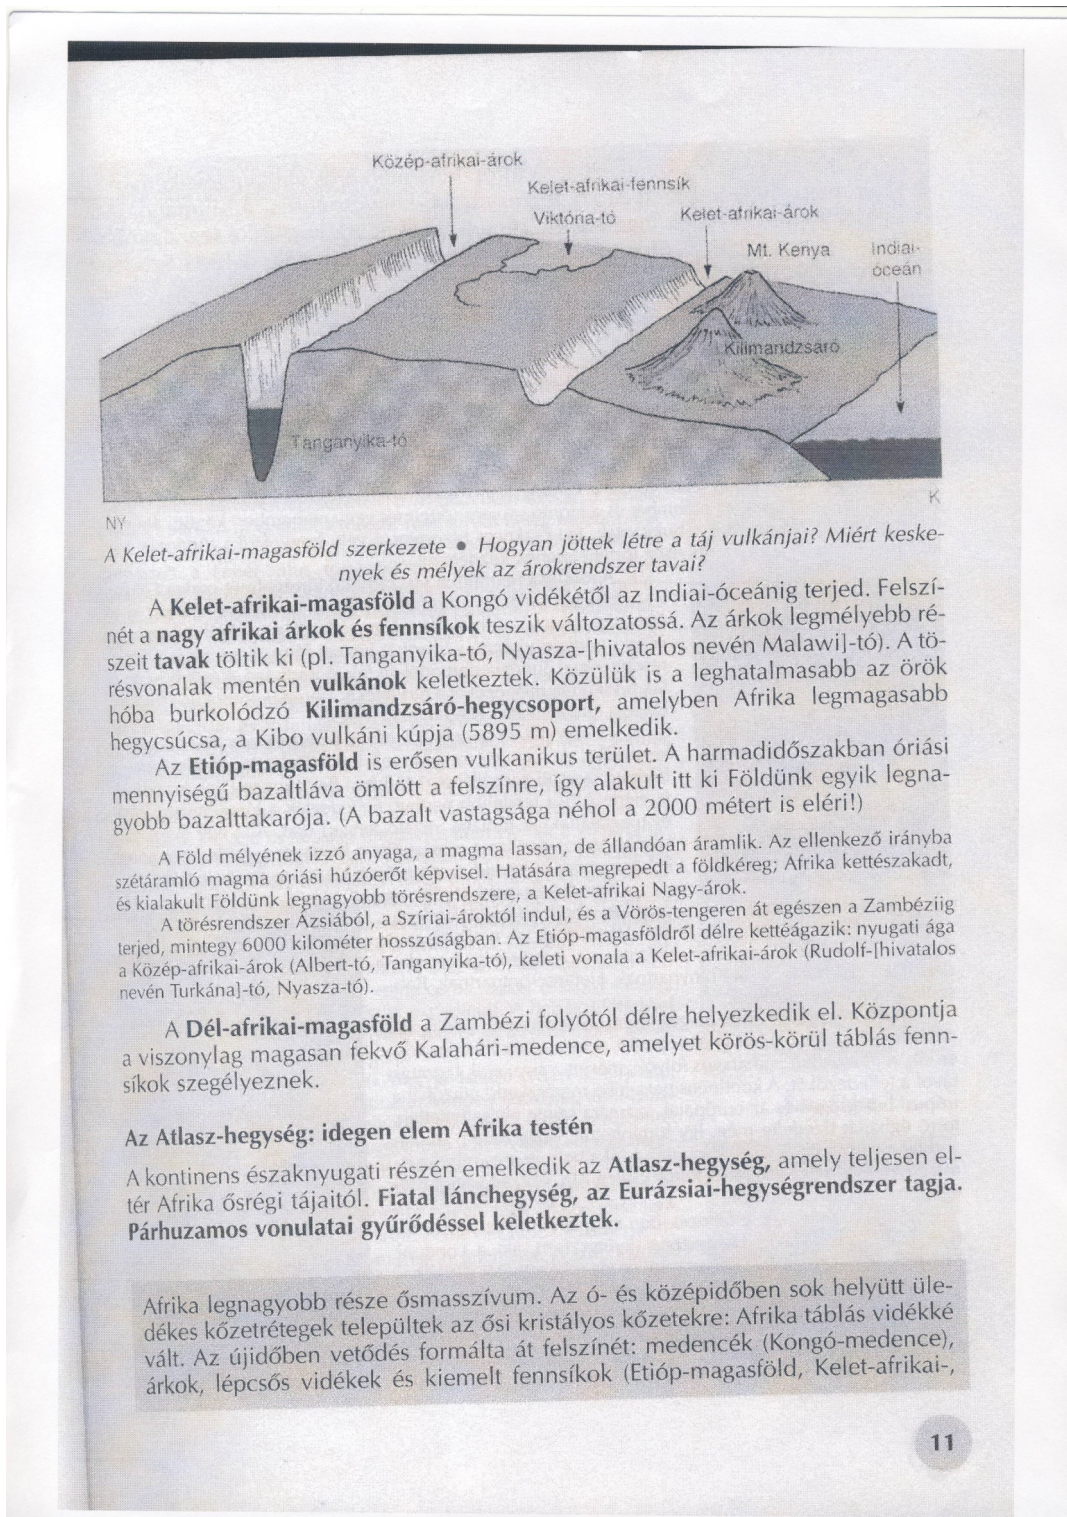 Közép-afrikai-árok
Kelet-afrikai-fennsík
Viktória-tó
Kelet-afrikai-árok
Mt. Kenya
Indiai-
óceán
Kilimandzsáró
Tanganyika-tó
NY
K
A Kelet-afrikai-magasföld szerkezete • Hogyan jöttek létre a táj vulkánjai? Miért keske-
nyek és mélyek az árokrendszer tavai?
A Kelet-afrikai-magasföld a Kongó vidékétől az Indiai-óceánig terjed. Felszí-
nét a nagy afrikai árkok és fennsíkok teszik változatossá. Az árkok legmélyebb ré-
szeit tavak töltik ki (pl. Tanganyika-tó, Nyasza-[hivatalos nevén Malawi]-tó). A tö-
résvonalak mentén vulkánok keletkeztek. Közülük is a leghatalmasabb az örök
hóba burkolódzó Kilimandzsáró-hegycsoport, amelyben Afrika legmagasabb
hegycsúcsa, a Kibo vulkáni kúpja (5895 m) emelkedik.
Az Etióp-magasföld is erősen vulkanikus terület. A harmadidőszakban óriási
mennyiségű bazaltláva ömlött a felszínre, így alakult itt ki Földünk egyik legna-
gyobb bazalttakarója. (A bazalt vastagsága néhol a 2000 métert is eléri!)
A Föld mélyének izzó anyaga, a magma lassan, de állandóan áramlik. Az ellenkező irányba
szétáramló magma óriási húzóerőt képvisel. Hatására megrepedt a földkéreg; Afrika kettészakadt,
és kialakult Földünk legnagyobb törésrendszere, a Kelet-afrikai Nagy-árok.
A törésrendszer Ázsiából, a Szíriai-ároktól indul, és a Vörös-tengeren át egészen a Zambéziig
terjed, mintegy 6000 kilométer hosszúságban. Az Etióp-magasföldről délre kettéágazik: nyugati ága
a Közép-afrikai-árok (Albert-tó, Tanganyika-tó), keleti vonala a Kelet-afrikai-árok (Rudolf-[hivatalos
nevén Turkána]-tó, Nyasza-tó).
A Dél-afrikai-magasföld a Zambézi folyótól délre helyezkedik el. Központja
a viszonylag magasan fekvő Kalahári-medence, amelyet körös-körül táblás fenn-
síkok szegélyeznek.
Az Atlasz-hegység: idegen elem Afrika testén
A kontinens északnyugati részén emelkedik az Atlasz-hegység, amely teljesen el-
tér Afrika ősrégi tájaitól. Fiatal lánchegység, az Eurázsiai-hegységrendszer tagja.
Párhuzamos vonulatai gyűrődéssel keletkeztek.
Afrika legnagyobb része ősmasszívum. Az ó- és középidőben sok helyütt üle-
dékes kőzetrétegek települtek az ősi kristályos kőzetekre: Afrika táblás vidékké
vált. Az újidőben vetődés formálta át felszínét: medencék (Kongó-medence),
árkok, lépcsős vidékek és kiemelt fennsíkok (Etióp-magasföld, Kelet-afrikai-,
11